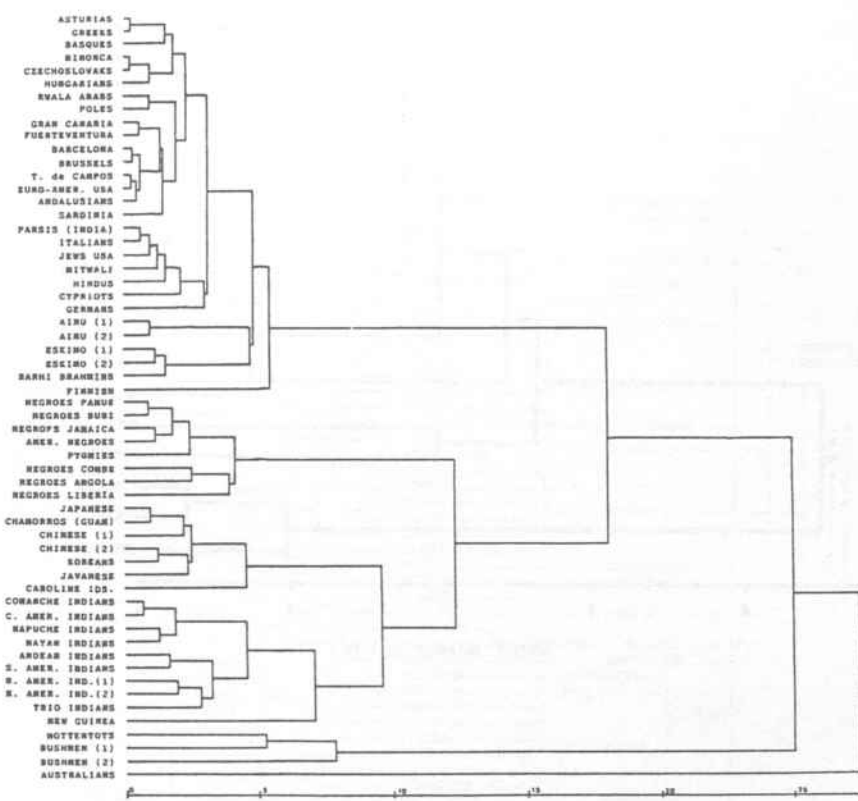 ASTURIAS
GREEKS
BASQUES
MINORCA
CZECHOSLOVAKS
HUNGARIANS
RWALA ARABS
POLES
GRAN CANARIA
FUENTEVENTURA
BARCELONA
BRUSSELS
T. de CAMPOS
EURO-AMER. USA
ANDALUSIANS
SARDINIA
PARSIS (INDIA)
ITALIANS
JEWS USA
MITWALI
HINDUS
CYPRIOTS
GERMANS
AINU (1)
AINU (2)
ESKIMO (1)
ESKIMO (2)
BRAHMINS
FINNISH
NEGROES PAMUE
NEGROES BUBI
NEGROES JAMAICA
AMER. NEGROES
PYGMIES
NEGROES COMBE
NEGROES ANGOLA
NEGROES LIBERIA
JAPANESE
CHAMORROS (GUAM)
CHINESE (1)
CHINESE (2)
KOREANS
JAVANESE
CAROLINE IDS.
COMANCHE INDIANS
C. AMER. INDIANS
MAPUCHE INDIANS
MAYAN INDIANS
ANDEAN INDIANS
S. AMER. INDIANS
N. AMER. IND.(1)
N. AMER. IND.(2)
TRIO INDIANS
NEW GUINEA
HOTTENTOTS
BUSHMEN (1)
BUSHMEN (2)
AUSTRALIANS
0 5 10 15 20 25